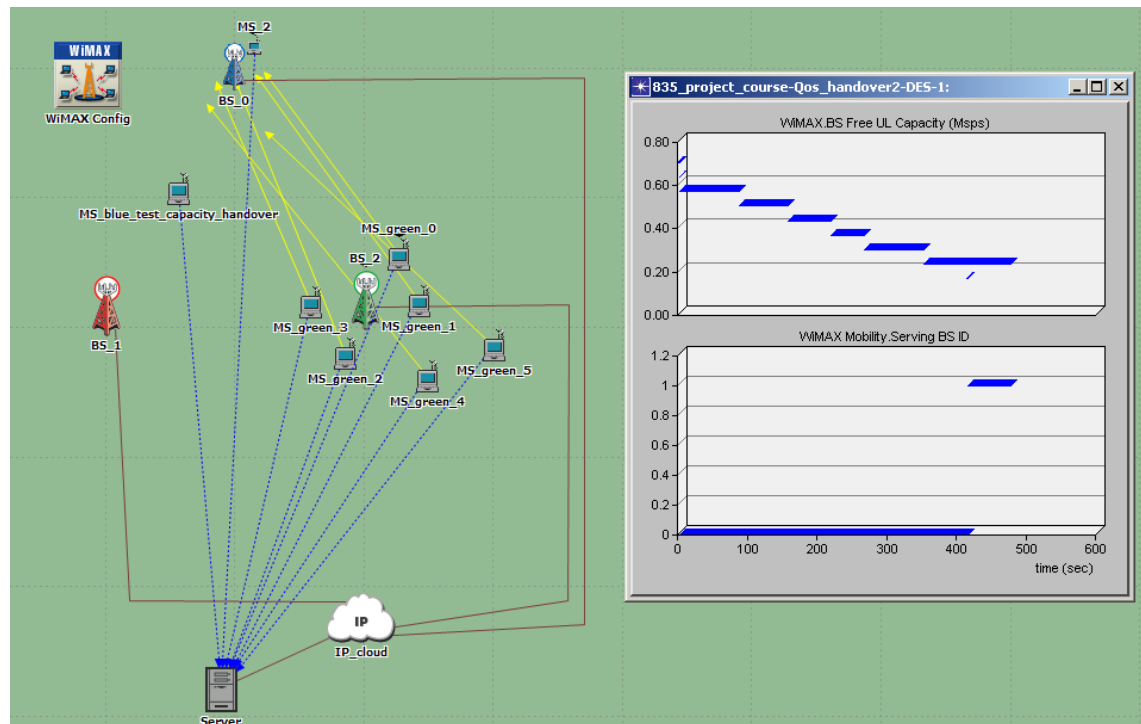 MS_2
WiMAX
WiMAX Config
BS_0
MS_blue_test_capacity_handover
MS_green_0
BS_2
BS_1
MS_green_3
MS_green_1
MS_green_2
MS_green_5
MS_green_4
IP
IP_cloud
Server
835_project_course-Qos_handover2-DES-1:
WiMAX.BS Free UL Capacity (Msps)
0.80
0.60
0.40
0.20
0.00
WiMAX Mobility.Serving BS ID
1.2
1
0.8
0.6
0.4
0.2
0
0 100 200 300 400 500 600
time (sec)